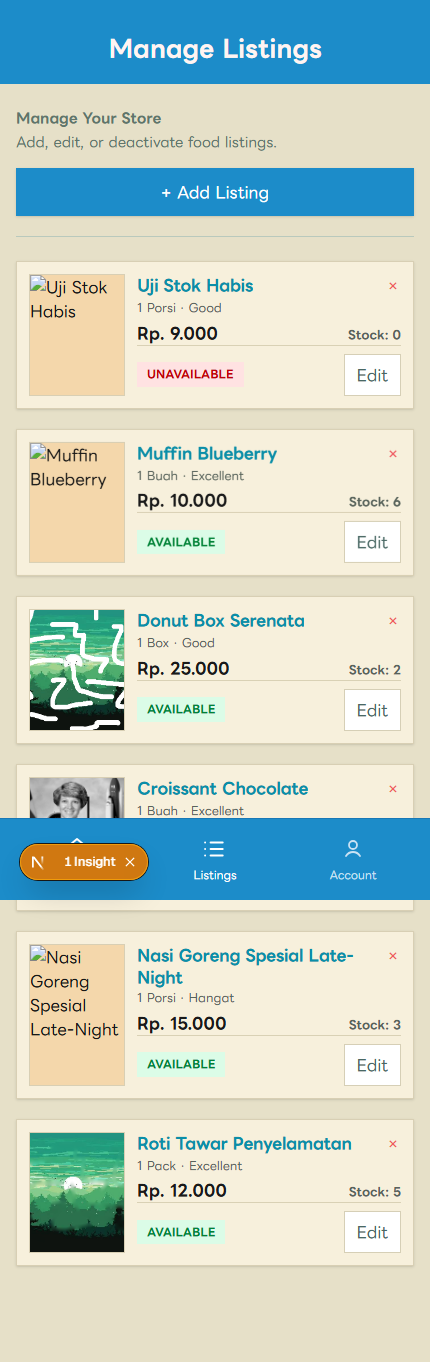 Manage Listings
Manage Your Store
Add, edit, or deactivate food listings.
+ Add Listing
Uji Stok
Habis
Uji Stok Habis
×
1 Porsi · Good
Rp. 9.000
Stock: 0
UNAVAILABLE
Edit
Muffin
Blueberry
Muffin Blueberry
×
1 Buah · Excellent
Rp. 10.000
Stock: 6
AVAILABLE
Edit
Donut Box Serenata
×
1 Box · Good
Rp. 25.000
Stock: 2
AVAILABLE
Edit
Croissant Chocolate
×
1 Buah · Excellent
N 1 Insight ×
Listings
Account
Nasi
Goreng
Spesial
Late-Night
Nasi Goreng Spesial Late-
Night
×
1 Porsi · Hangat
Rp. 15.000
Stock: 3
AVAILABLE
Edit
Roti Tawar Penyelamatan
×
1 Pack · Excellent
Rp. 12.000
Stock: 5
AVAILABLE
Edit